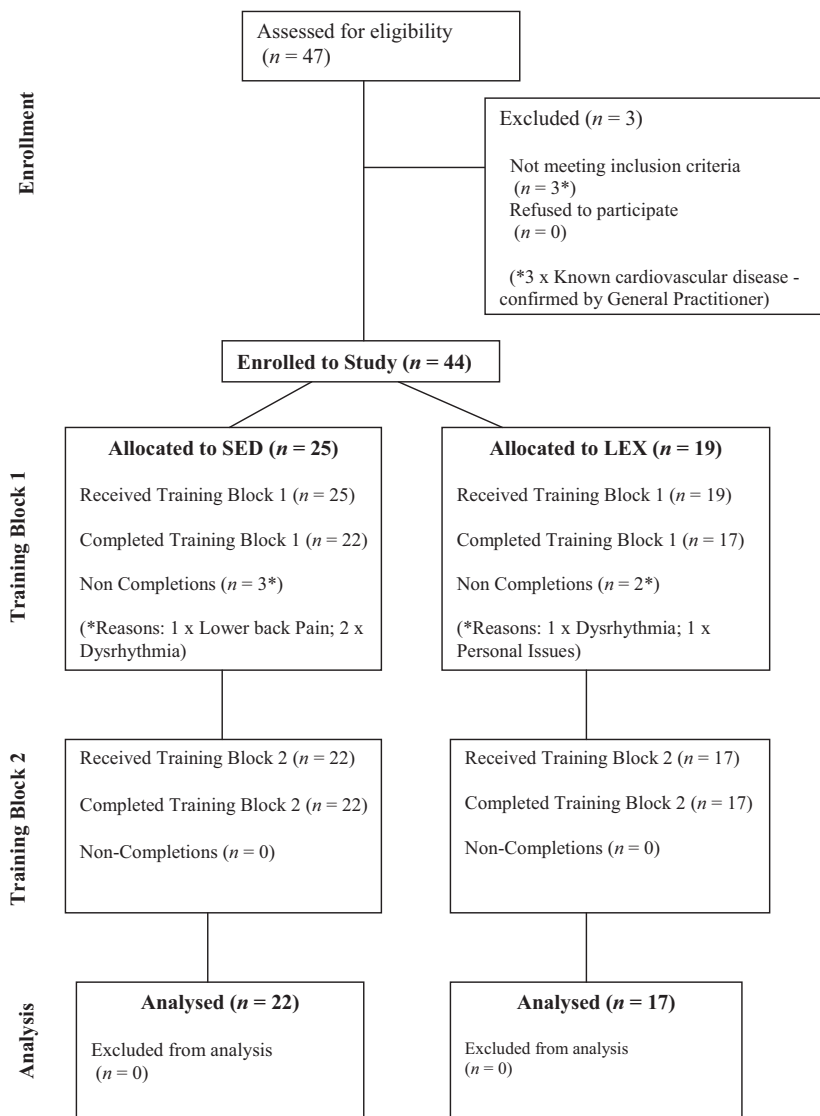 Assessed for eligibility
(n = 47)
Enrollment
Excluded (n = 3)
Not meeting inclusion criteria
(n = 3*)
Refused to participate
(n = 0)
(*3 x Known cardiovascular disease -
confirmed by General Practitioner)
Enrolled to Study (n = 44)
Training Block 1
Allocated to SED (n = 25)
Received Training Block 1 (n = 25)
Completed Training Block 1 (n = 22)
Non Completions (n = 3*)
(*Reasons: 1 x Lower back Pain; 2 x
Dysrhythmia)
Allocated to LEX (n = 19)
Received Training Block 1 (n = 19)
Completed Training Block 1 (n = 17)
Non Completions (n = 2*)
(*Reasons: 1 x Dysrhythmia; 1 x
Personal Issues)
Training Block 2
Received Training Block 2 (n = 22)
Completed Training Block 2 (n = 22)
Non-Completions (n = 0)
Received Training Block 2 (n = 17)
Completed Training Block 2 (n = 17)
Non-Completions (n = 0)
Analysis
Analysed (n = 22)
Excluded from analysis
(n = 0)
Analysed (n = 17)
Excluded from analysis
(n = 0)